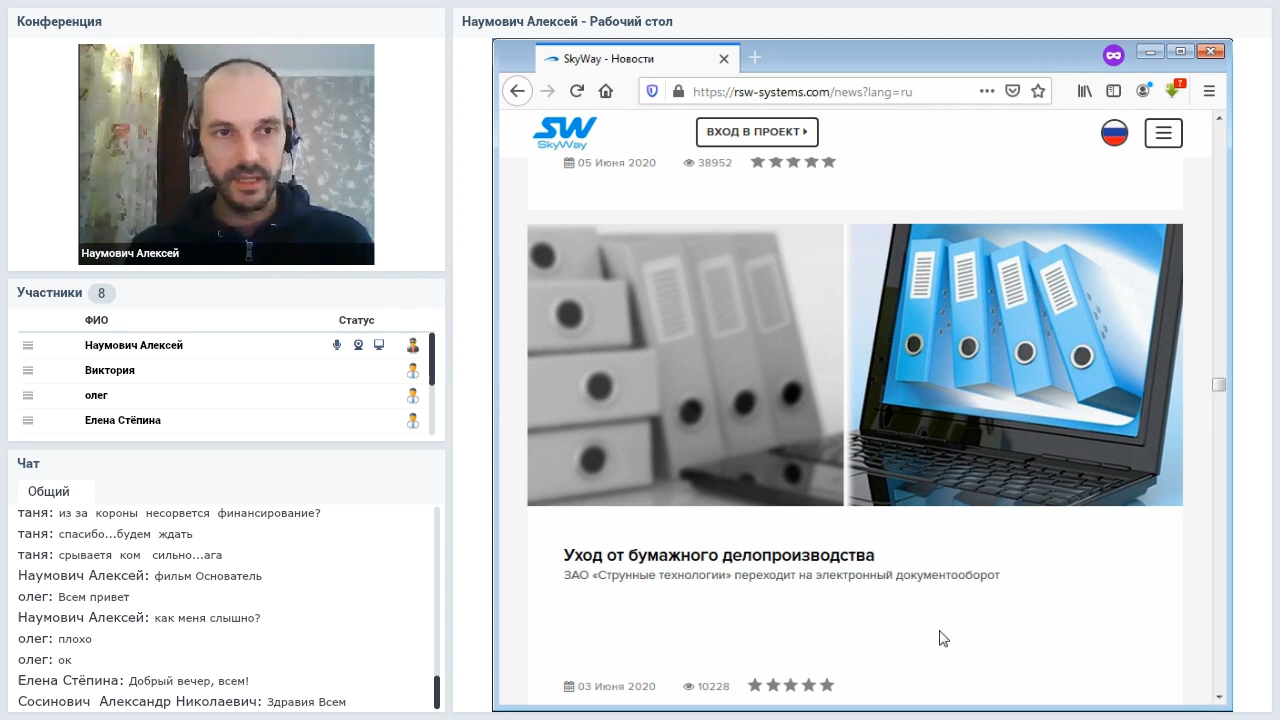 Конференция
Наумович Алексей
Участники 8
ФИО Статус
Наумович Алексей
Виктория
олег
Елена Стёпина
Чат
Общий
таня: из за короны несорвется финансирование?
таня: спасибо...будем ждать
таня: срываетя ком сильно...ага
Наумович Алексей: фильм Основатель
олег: Всем привет
Наумович Алексей: как меня слышно?
олег: плохо
олег: ок
Елена Стёпина: Добрый вечер, всем!
Сосинович Александр Николаевич: Здравия Всем
Наумович Алексей - Рабочий стол
SkyWay - Новости
https://rsw-systems.com/news?lang=ru
SW
SkyWay
ВХОД В ПРОЕКТ
05 Июня 2020 38952
Уход от бумажного делопроизводства
ЗАО «Струнные технологии» переходит на электронный документооборот
03 Июня 2020 10228